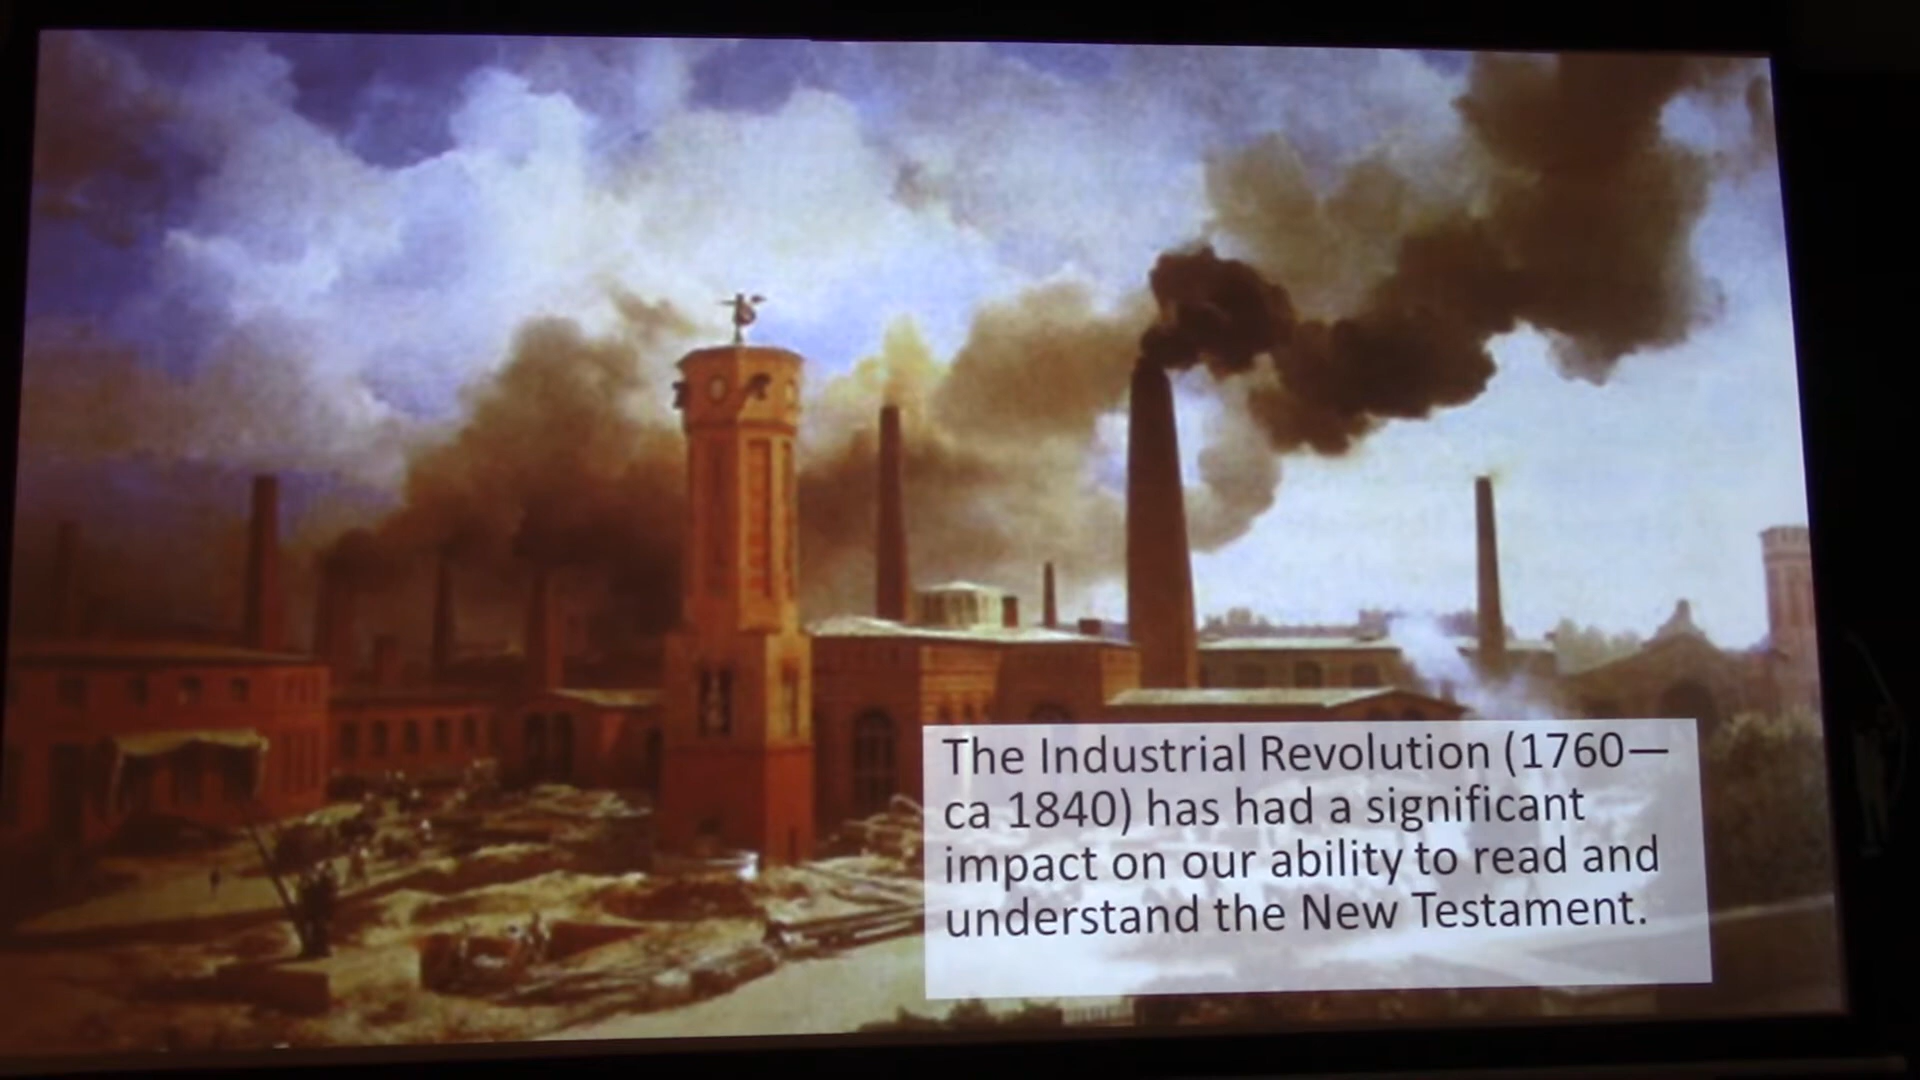 The Industrial Revolution (1760—
ca 1840) has had a significant
impact on our ability to read and
understand the New Testament.